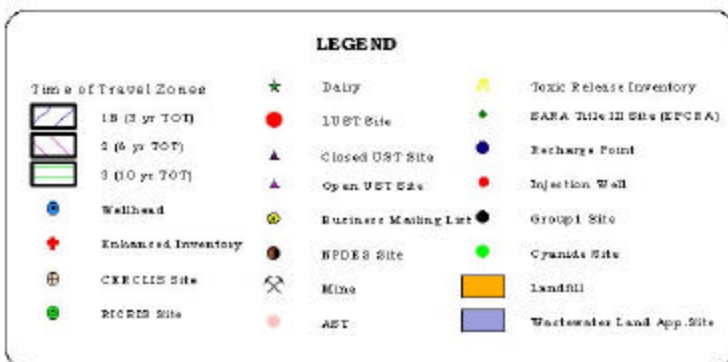 LEGEND
Time of Travel Zones
1B (3 yr TOT)
2 (6 yr TOT)
3 (10 yr TOT)
Wellhead
Enhanced Inventory
CERCLIS Site
RICRIS Site
Dairy
LUST Site
Closed UST Site
Open UST Site
Business Mailing List
NPDES Site
Mine
AST
Toxic Release Inventory
SARA Title III Site (EPCRA)
Recharge Point
Injection Well
Group1 Site
Cyanide Site
Landfill
Wastewater Land App. Site